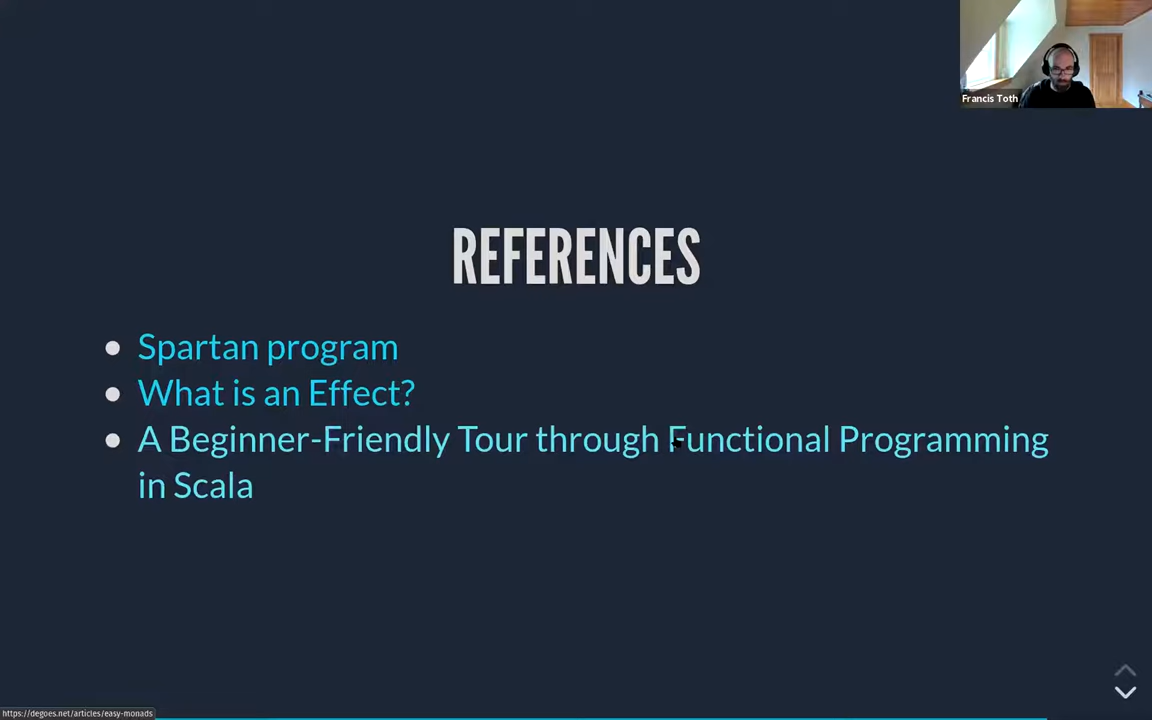 Francis Toth
REFERENCES
Spartan program
What is an Effect?
A Beginner-Friendly Tour through Functional Programming
in Scala
https://degoes.net/articles/easy-monads